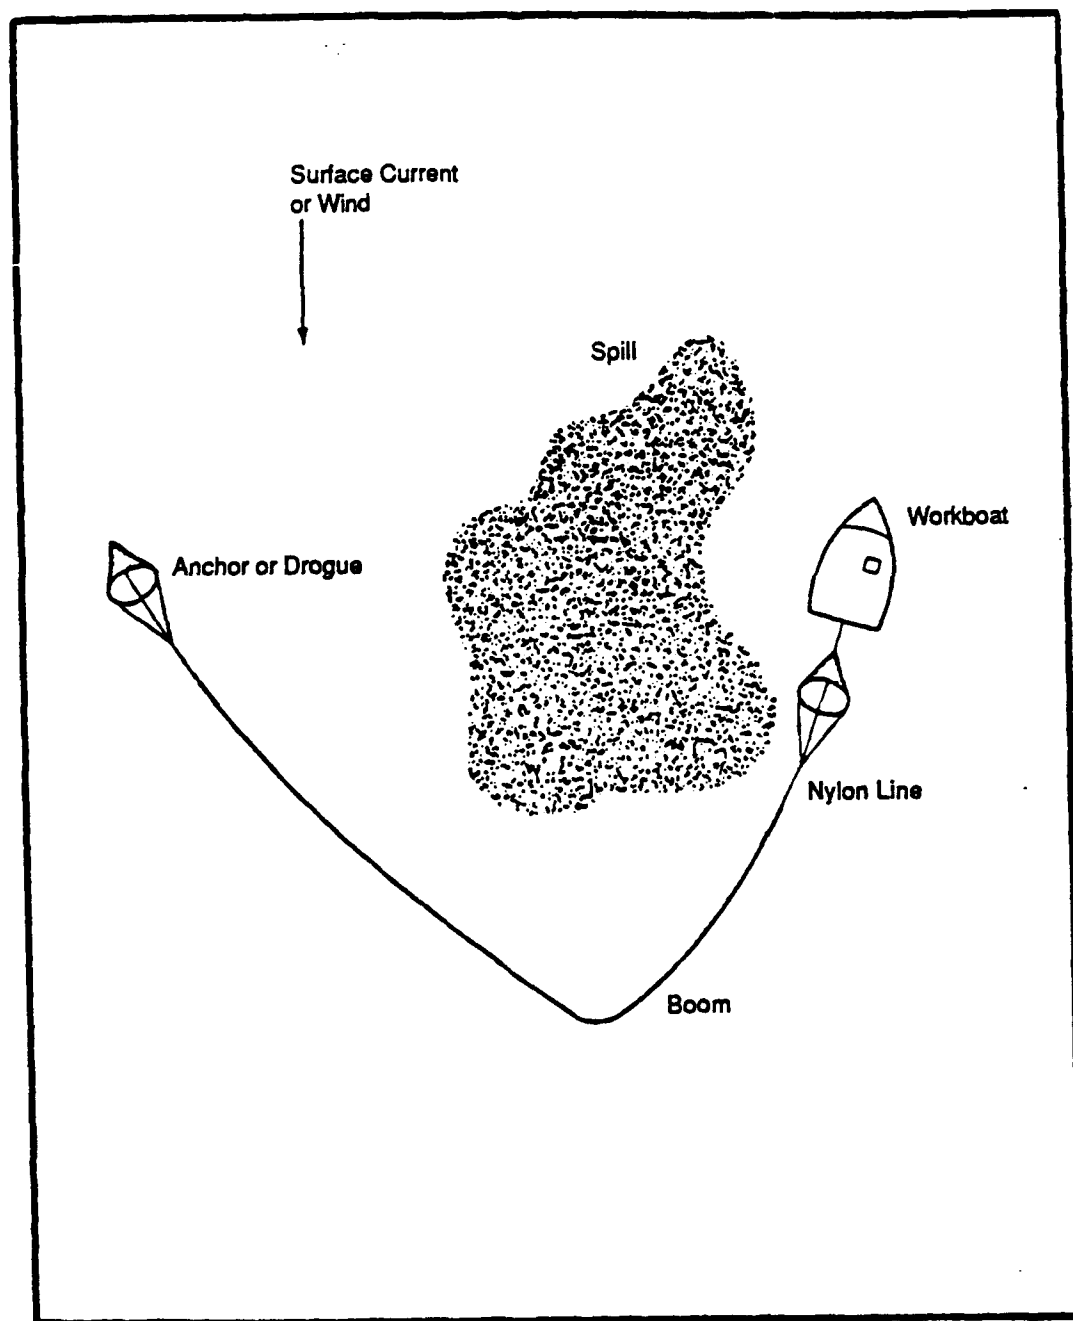 Surface Current
or Wind
Spill
Workboat
Anchor or Drogue
Nylon Line
Boom